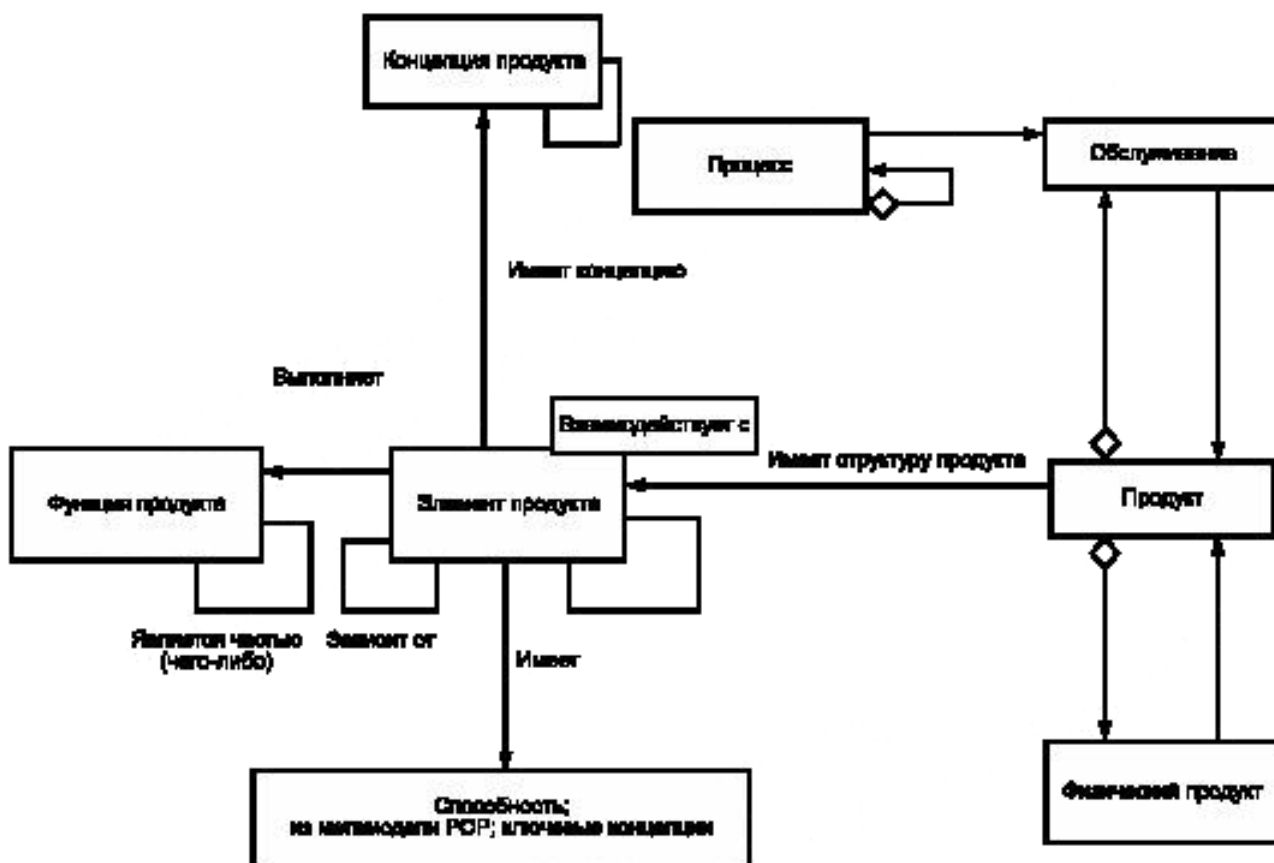 Концепция продукта
Процесс
Обслуживание
Имеет концепцию
Выполняет
Взаимодействует с
Имеет структуру продукта
Функция продукта
Элемент продукта
Продукт
Является частью
(чего-либо)
Зависит от
Имеет
Физический продукт
Способность;
из метамодели POP; ключевые концепции